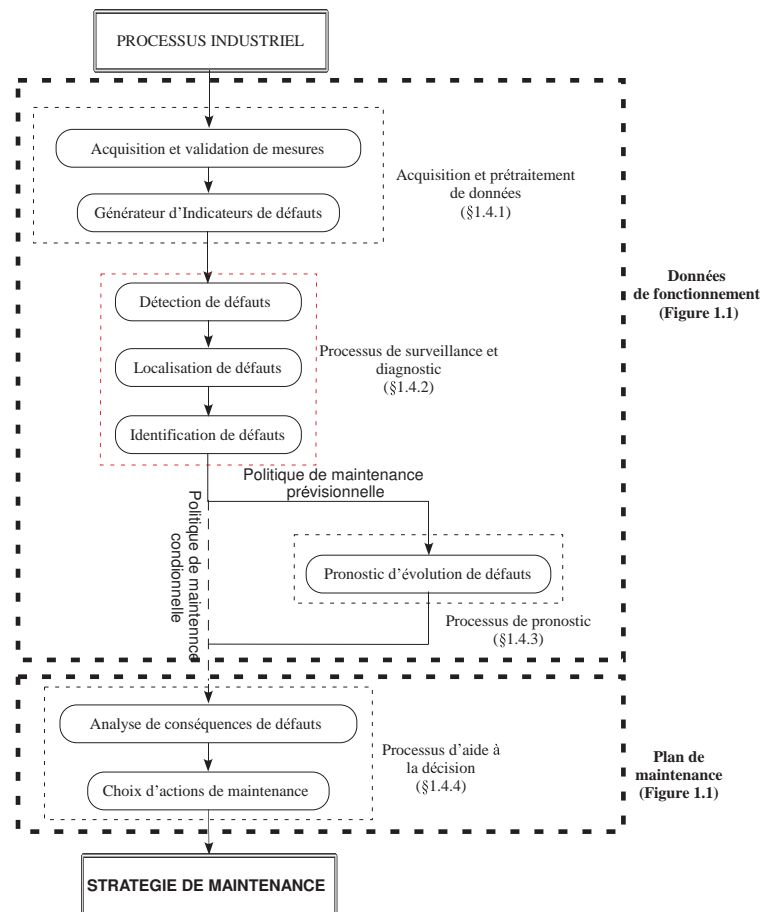 PROCESSUS INDUSTRIEL
Acquisition et validation de mesures
Générateur d'Indicateurs de défauts
Acquisition et prétraitement
de données
(§1.4.1)
Détection de défauts
Localisation de défauts
Identification de défauts
Processus de surveillance et
diagnostic
(§1.4.2)
Données
de fonctionnement
(Figure 1.1)
Politique de maintenance
prévisionnelle
Politique de maintennce
condionnelle
Pronostic d'évolution de défauts
Processus de pronostic
(§1.4.3)
Analyse de conséquences de défauts
Choix d'actions de maintenance
Processus d'aide à
la décision
(§1.4.4)
Plan de
maintenance
(Figure 1.1)
STRATEGIE DE MAINTENANCE